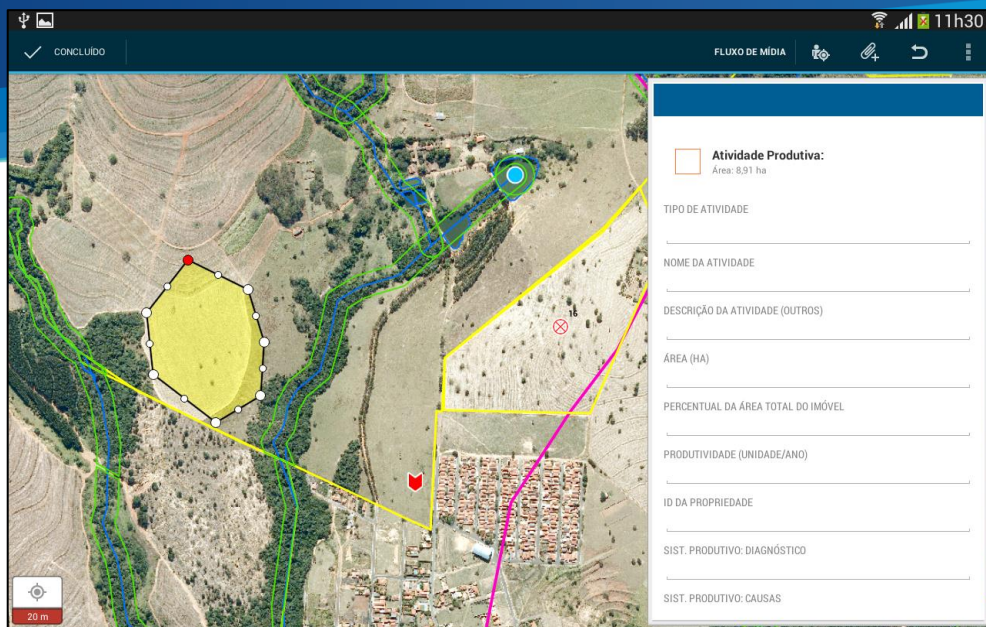 11h30
CONCLUÍDO
FLUXO DE MÍDIA
16
20 m
Atividade Produtiva:
Área: 8,91 ha
TIPO DE ATIVIDADE
NOME DA ATIVIDADE
DESCRIÇÃO DA ATIVIDADE (OUTROS)
ÁREA (HA)
PERCENTUAL DA ÁREA TOTAL DO IMÓVEL
PRODUTIVIDADE (UNIDADE/ANO)
ID DA PROPRIEDADE
SIST. PRODUTIVO: DIAGNÓSTICO
SIST. PRODUTIVO: CAUSAS